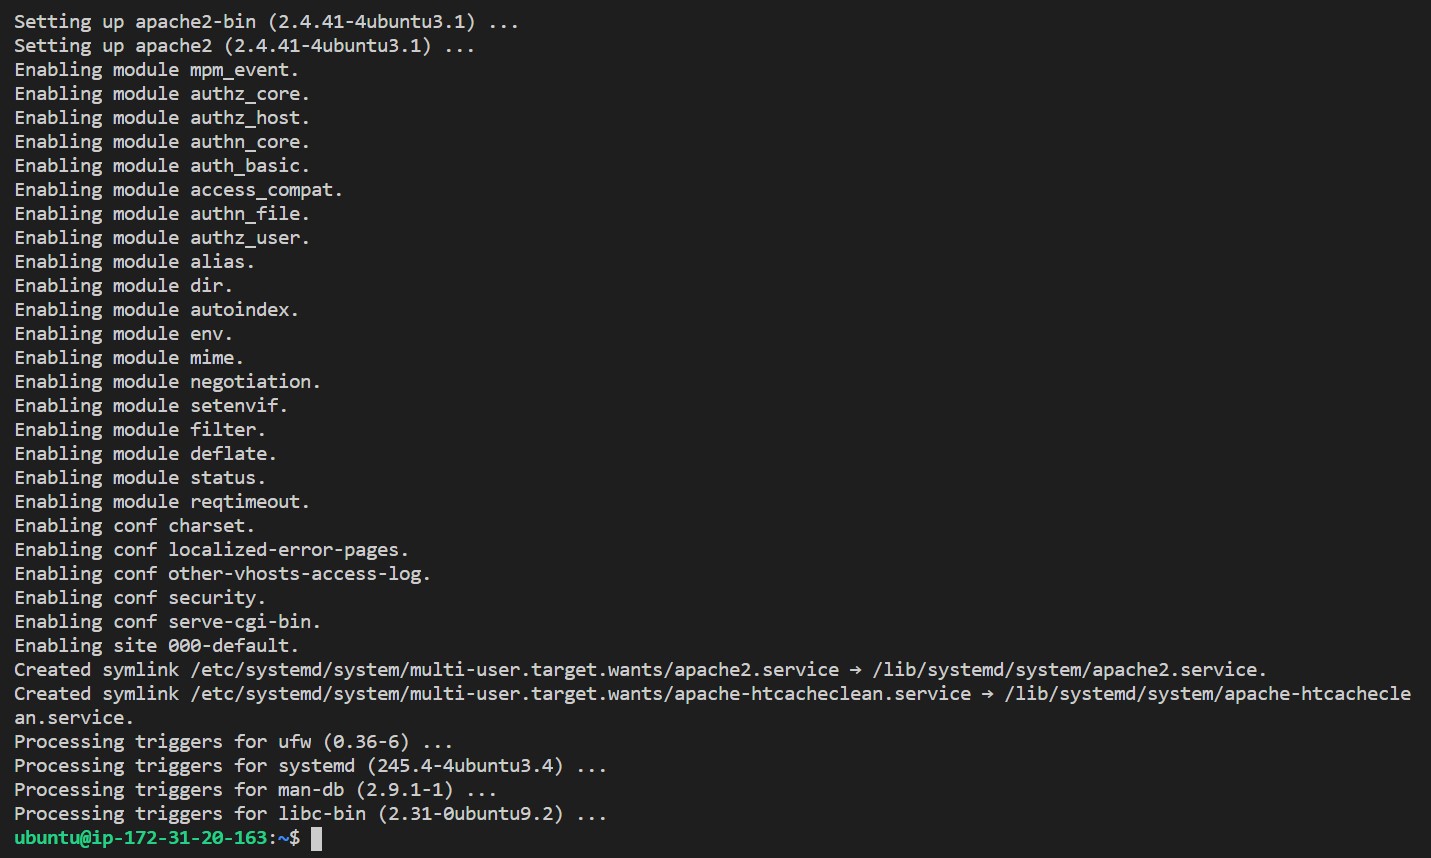 Setting up apache2-bin (2.4.41-4ubuntu3.1) ...
Setting up apache2 (2.4.41-4ubuntu3.1) ...
Enabling module mpm_event.
Enabling module authz_core.
Enabling module authz_host.
Enabling module authn_core.
Enabling module auth_basic.
Enabling module access_compat.
Enabling module authn_file.
Enabling module authz_user.
Enabling module alias.
Enabling module dir.
Enabling module autoindex.
Enabling module env.
Enabling module mime.
Enabling module negotiation.
Enabling module setenvif.
Enabling module filter.
Enabling module deflate.
Enabling module status.
Enabling module reqtimeout.
Enabling conf charset.
Enabling conf localized-error-pages.
Enabling conf other-vhosts-access-log.
Enabling conf security.
Enabling conf serve-cgi-bin.
Enabling site 000-default.
Created symlink /etc/systemd/system/multi-user.target.wants/apache2.service → /lib/systemd/system/apache2.service.
Created symlink /etc/systemd/system/multi-user.target.wants/apache-htcacheclean.service → /lib/systemd/system/apache-htcachecle
an.service.
Processing triggers for ufw (0.36-6) ...
Processing triggers for systemd (245.4-4ubuntu3.4) ...
Processing triggers for man-db (2.9.1-1) ...
Processing triggers for libc-bin (2.31-0ubuntu9.2) ...
ubuntu@ip-172-31-20-163:~$